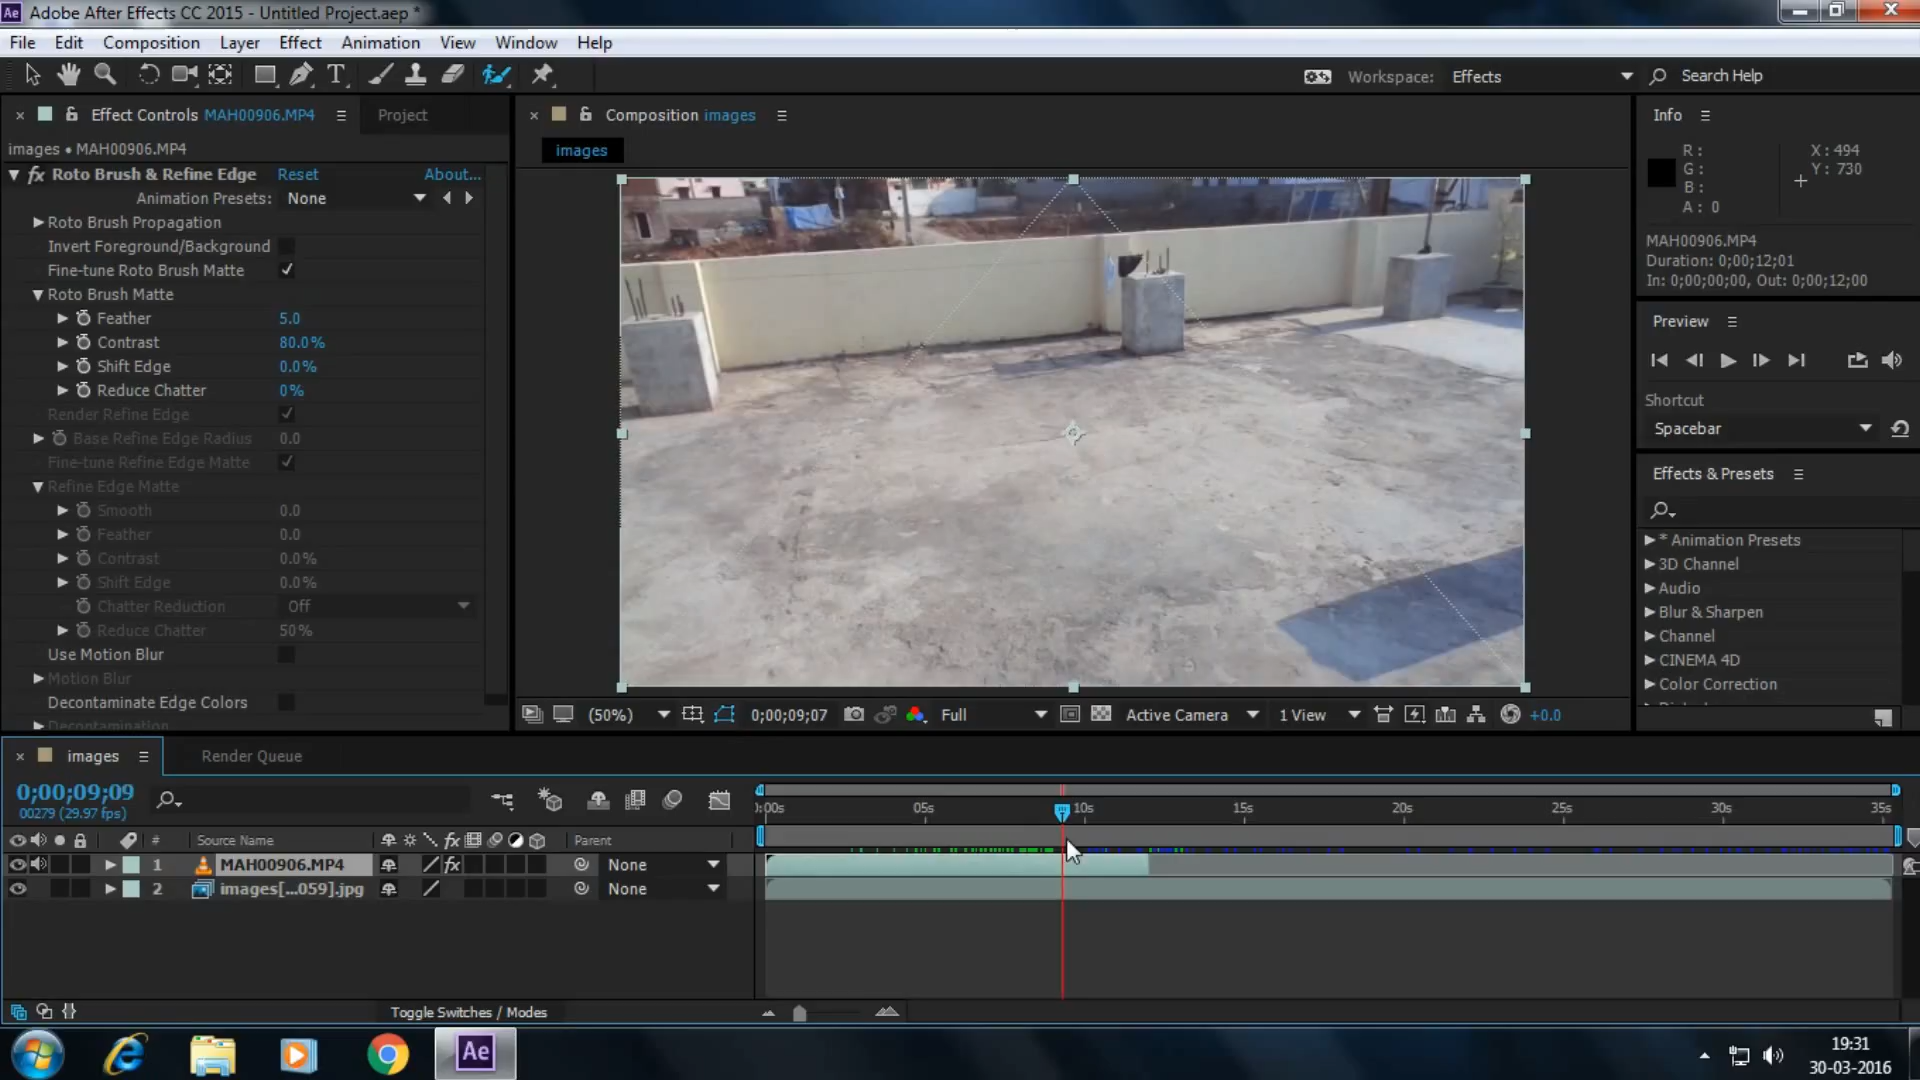 Ae Adobe After Effects CC 2015 - Untitled Project.aep *
File Edit Composition Layer Effect Animation View Window Help
Workspace: Effects Search Help
Effect Controls MAH00906.MP4 Project
images • MAH00906.MP4
fx Roto Brush & Refine Edge Reset About...
Animation Presets: None
Roto Brush Propagation
Invert Foreground/Background
Fine-tune Roto Brush Matte
Roto Brush Matte
Feather 5.0
Contrast 80.0%
Shift Edge 0.0%
Reduce Chatter 0%
Render Refine Edge
Base Refine Edge Radius 0.0
Fine-tune Refine Edge Matte
Refine Edge Matte
Smooth 0.0
Feather 0.0
Contrast 0.0%
Shift Edge 0.0%
Chatter Reduction Off
Reduce Chatter 50%
Use Motion Blur
Motion Blur
Decontaminate Edge Colors
Decontamination
Composition images
images
(50%) 0;00;09;07 Full Active Camera 1 View +0.0
Info
R: X: 494
G: Y: 730
B:
A: 0
MAH00906.MP4
Duration: 0;00;12;01
In: 0;00;00;00, Out: 0;00;12;00
Preview
Shortcut
Spacebar
Effects & Presets
* Animation Presets
3D Channel
Audio
Blur & Sharpen
Channel
CINEMA 4D
Color Correction
images Render Queue
0;00;09;09
00279 (29.97 fps)
:00s 05s 10s 15s 20s 25s 30s 35s
# Source Name fx Parent
1 MAH00906.MP4 fx None
2 images[...059].jpg None
Toggle Switches / Modes
Ae
19:31
30-03-2016